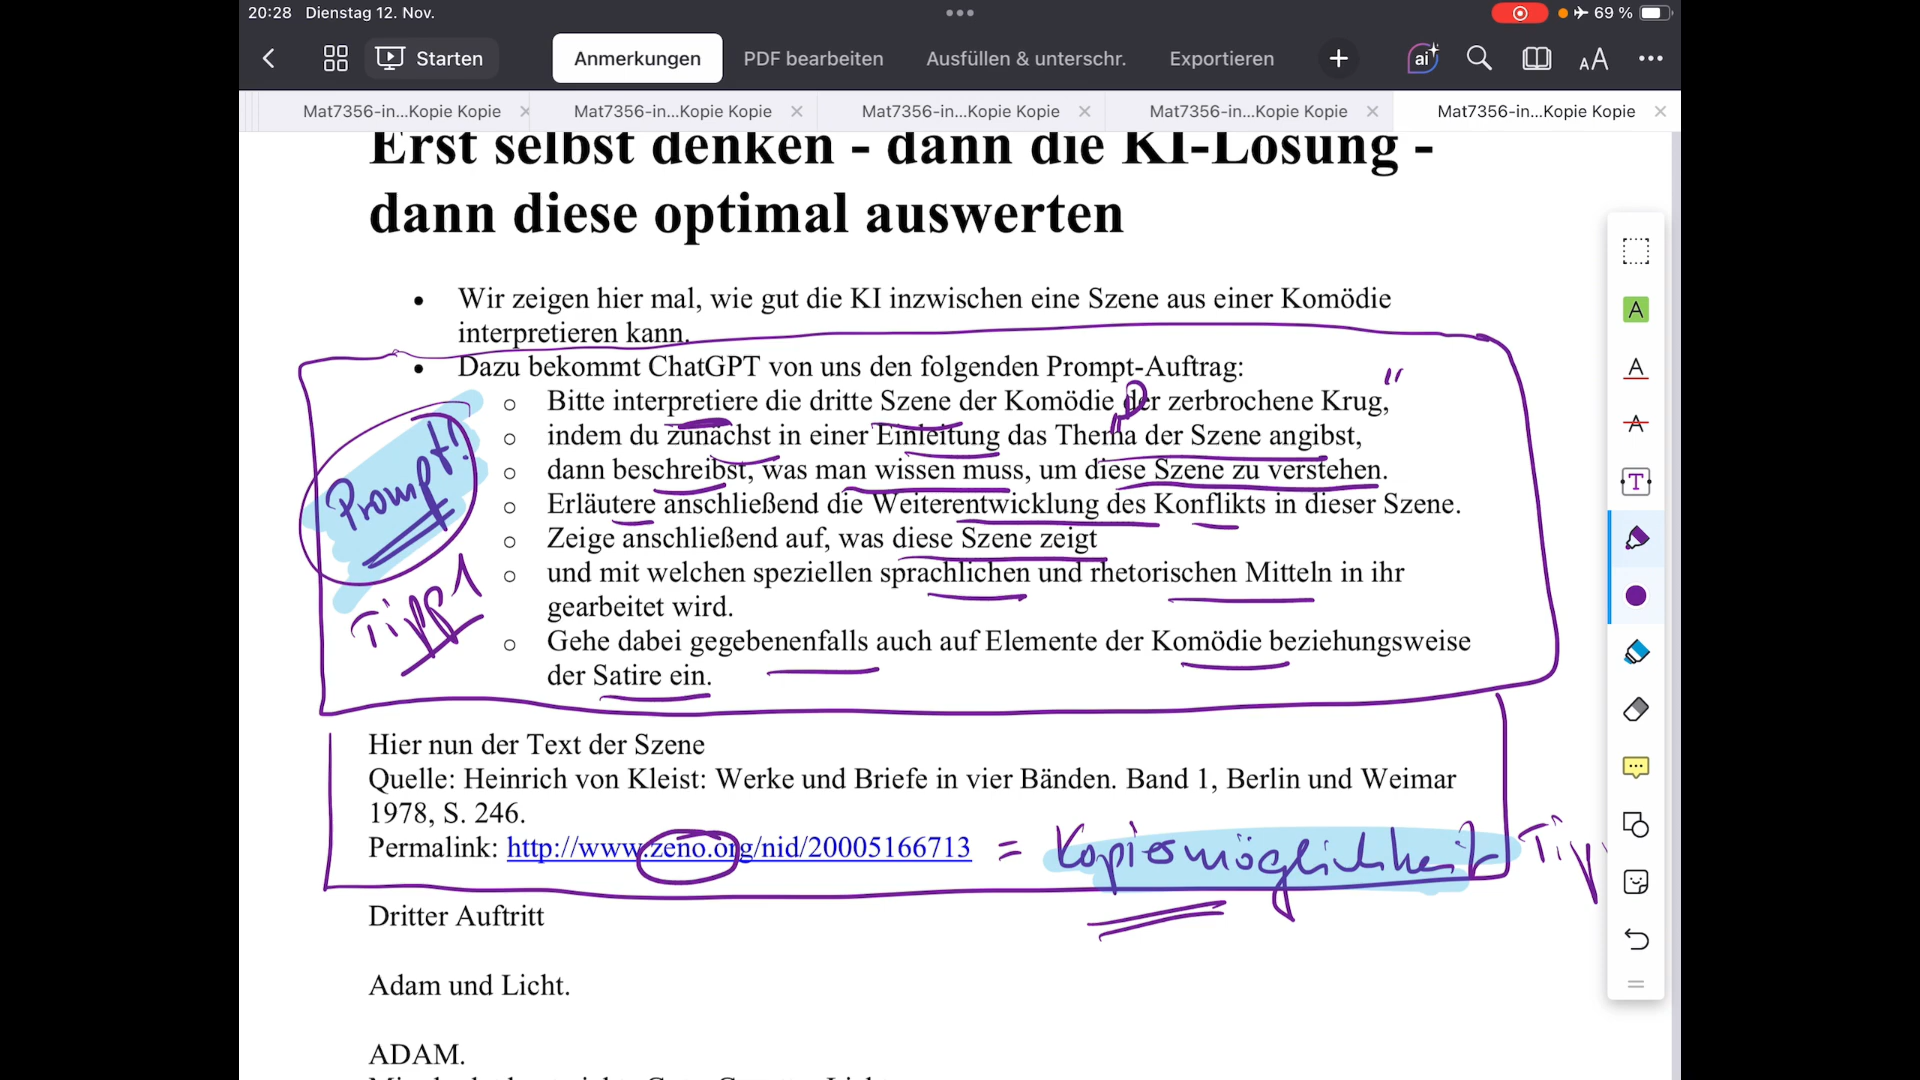 20:28 Dienstag 12. Nov.
69 %
Starten
Anmerkungen
PDF bearbeiten
Ausfüllen & unterschr.
Exportieren
ai
AA
Mat7356-in...Kopie Kopie
Mat7356-in...Kopie Kopie
Mat7356-in...Kopie Kopie
Mat7356-in...Kopie Kopie
Mat7356-in...Kopie Kopie
Erst selbst denken - dann die KI-Lösung -
dann diese optimal auswerten
• Wir zeigen hier mal, wie gut die KI inzwischen eine Szene aus einer Komödie
interpretieren kann.
• Dazu bekommt ChatGPT von uns den folgenden Prompt-Auftrag:
o Bitte interpretiere die dritte Szene der Komödie „Der zerbrochene Krug“,
o indem du zunächst in einer Einleitung das Thema der Szene angibst,
o dann beschreibst, was man wissen muss, um diese Szene zu verstehen.
o Erläutere anschließend die Weiterentwicklung des Konflikts in dieser Szene.
o Zeige anschließend auf, was diese Szene zeigt
o und mit welchen speziellen sprachlichen und rhetorischen Mitteln in ihr
gearbeitet wird.
o Gehe dabei gegebenenfalls auch auf Elemente der Komödie beziehungsweise
der Satire ein.
Prompt!
Tipp 1
Hier nun der Text der Szene
Quelle: Heinrich von Kleist: Werke und Briefe in vier Bänden. Band 1, Berlin und Weimar
1978, S. 246.
Permalink: http://www.zeno.org/nid/20005166713 = Kopiermöglichkeit Tip
Dritter Auftritt
Adam und Licht.
ADAM.